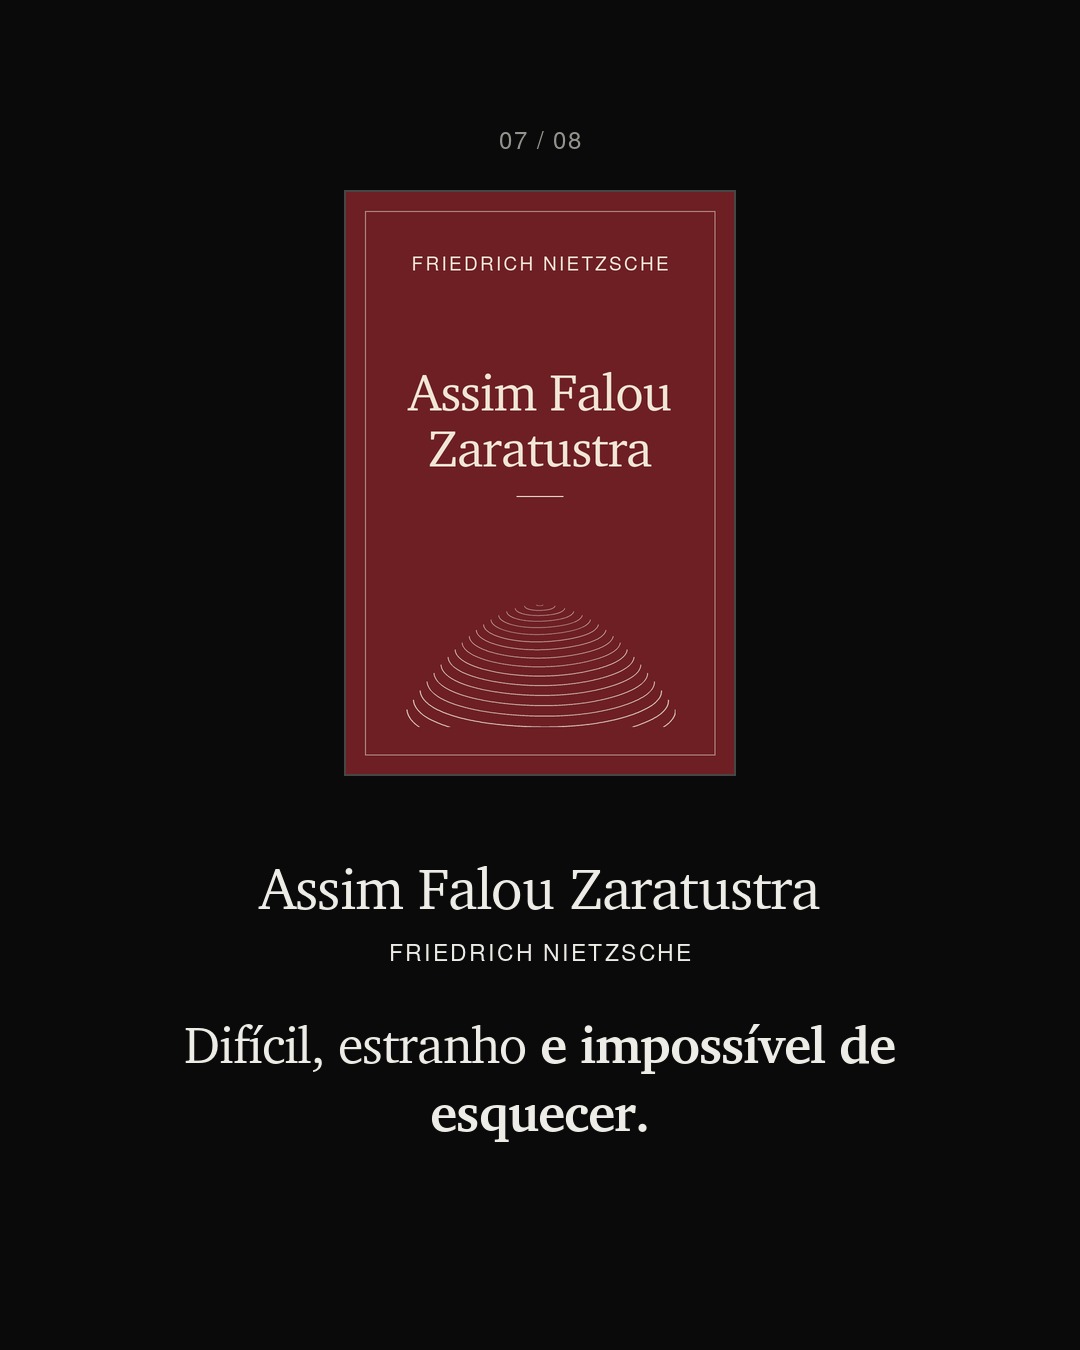 07 / 08
FRIEDRICH NIETZSCHE
Assim Falou
Zaratustra
Assim Falou Zaratustra
FRIEDRICH NIETZSCHE
Difícil, estranho e impossível de
esquecer.